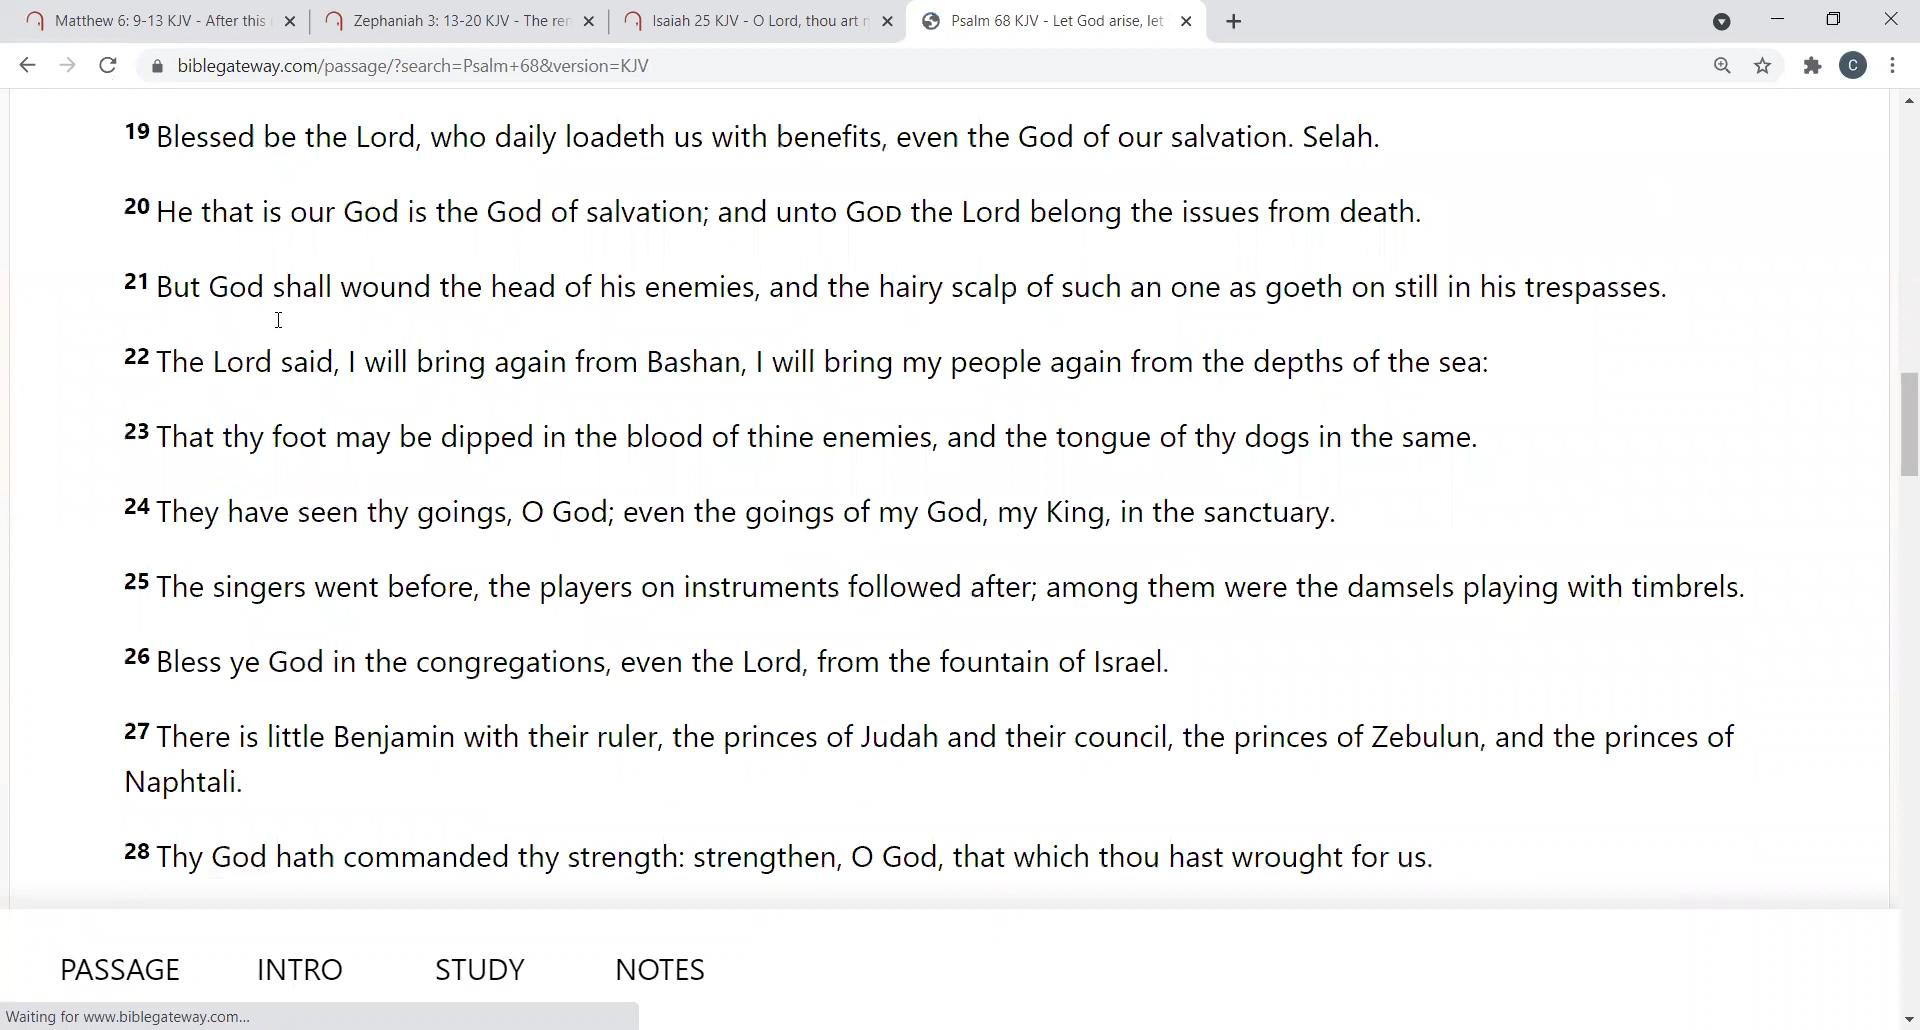 Matthew 6: 9-13 KJV - After this
Zephaniah 3: 13-20 KJV - The rem
Isaiah 25 KJV - O Lord, thou art
Psalm 68 KJV - Let God arise, let
biblegateway.com/passage/?search=Psalm+68&version=KJV
C
19 Blessed be the Lord, who daily loadeth us with benefits, even the God of our salvation. Selah.
20 He that is our God is the God of salvation; and unto GOD the Lord belong the issues from death.
21 But God shall wound the head of his enemies, and the hairy scalp of such an one as goeth on still in his trespasses.
22 The Lord said, I will bring again from Bashan, I will bring my people again from the depths of the sea:
23 That thy foot may be dipped in the blood of thine enemies, and the tongue of thy dogs in the same.
24 They have seen thy goings, O God; even the goings of my God, my King, in the sanctuary.
25 The singers went before, the players on instruments followed after; among them were the damsels playing with timbrels.
26 Bless ye God in the congregations, even the Lord, from the fountain of Israel.
27 There is little Benjamin with their ruler, the princes of Judah and their council, the princes of Zebulun, and the princes of
Naphtali.
28 Thy God hath commanded thy strength: strengthen, O God, that which thou hast wrought for us.
PASSAGE INTRO STUDY NOTES
Waiting for www.biblegateway.com...